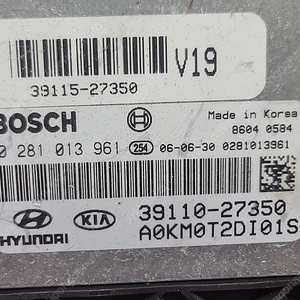 V19
39115-27350
BOSCH
Made in Korea
86040 0584
0 281 013 961 254 06-06-30 0281013961
HYUNDAI KIA 39110-27350
A0KM0T2DI01S